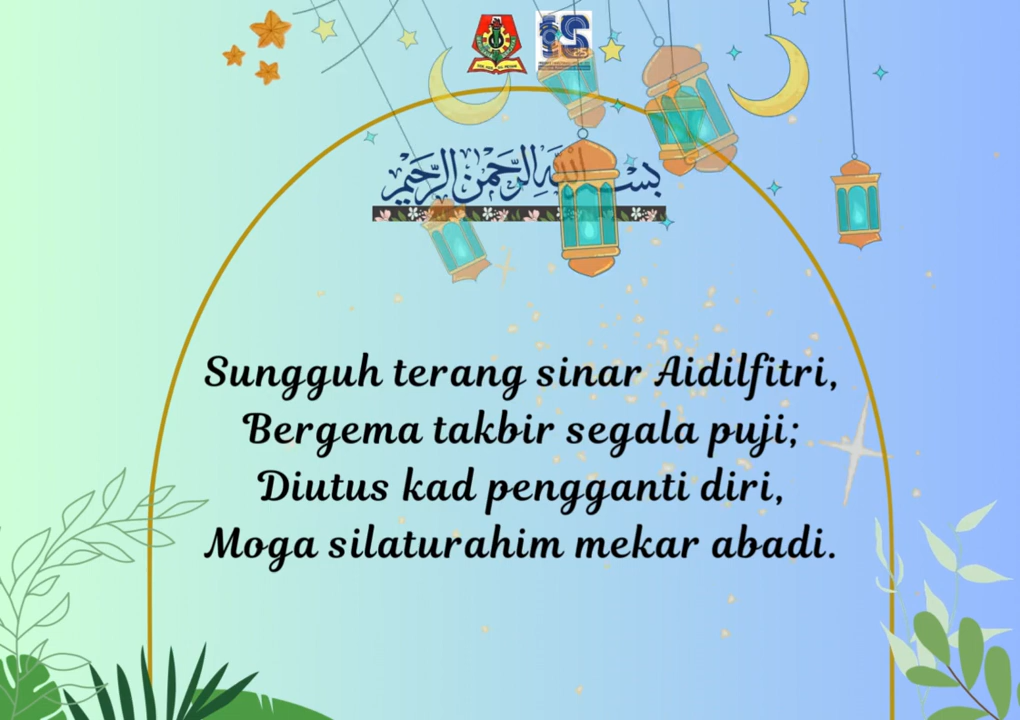 بسم الله الرحمن الرحيم
Sungguh terang sinar Aidilfitri,
Bergema takbir segala puji;
Diutus kad pengganti diri,
Moga silaturahim mekar abadi.